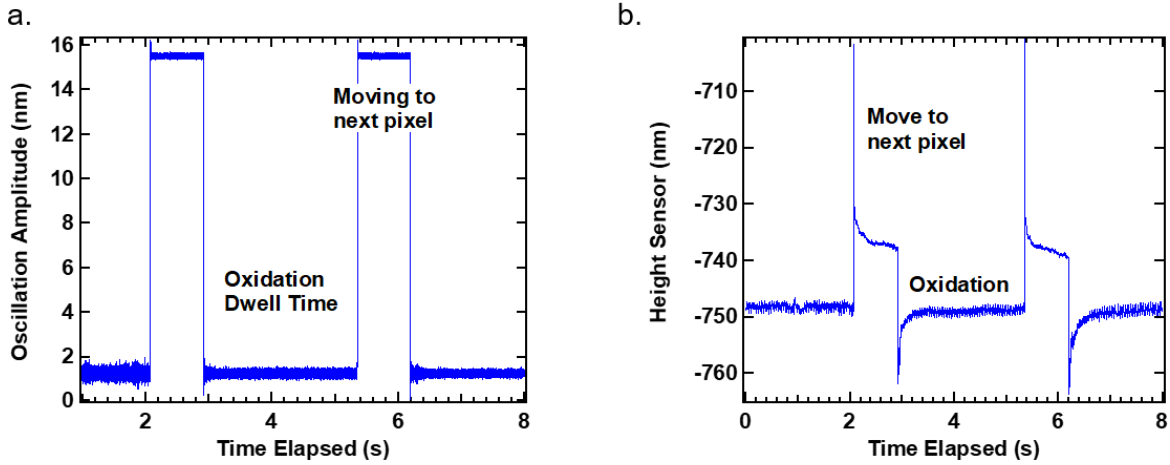 a.
Oscillation Amplitude (nm)
16
14
12
10
8
6
4
2
0
Moving to
next pixel
Oxidation
Dwell Time
2
4
6
8
Time Elapsed (s)
b.
Height Sensor (nm)
-710
-720
-730
-740
-750
-760
Move to
next pixel
Oxidation
0
2
4
6
8
Time Elapsed (s)